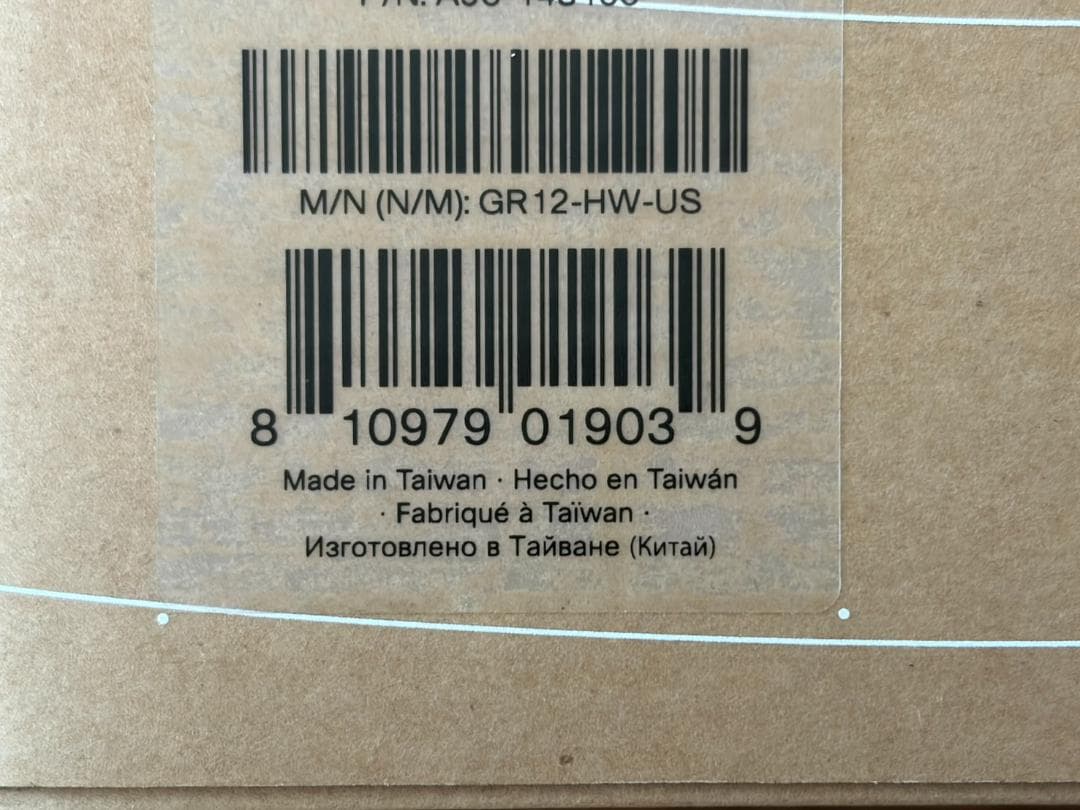 P/N:
M/N (N/M): GR12-HW-US
8 10979 01903 9
Made in Taiwan · Hecho en Taiwán
· Fabriqué à Taïwan ·
Изготовлено в Тайване (Китай)